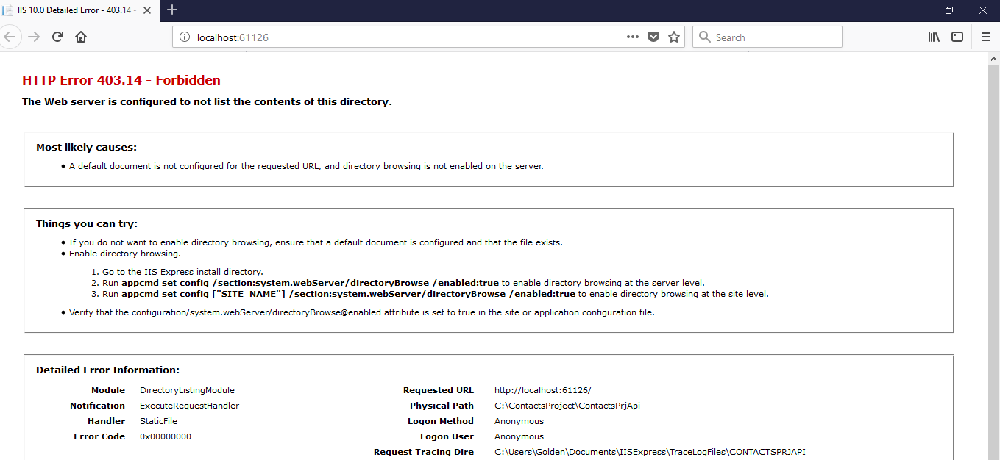 IIS 10.0 Detailed Error - 403.14 -
localhost:61126
Search
HTTP Error 403.14 - Forbidden
The Web server is configured to not list the contents of this directory.
Most likely causes:
• A default document is not configured for the requested URL, and directory browsing is not enabled on the server.
Things you can try:
• If you do not want to enable directory browsing, ensure that a default document is configured and that the file exists.
• Enable directory browsing.
1. Go to the IIS Express install directory.
2. Run appcmd set config /section:system.webServer/directoryBrowse /enabled:true to enable directory browsing at the server level.
3. Run appcmd set config ["SITE_NAME"] /section:system.webServer/directoryBrowse /enabled:true to enable directory browsing at the site level.
• Verify that the configuration/system.webServer/directoryBrowse@enabled attribute is set to true in the site or application configuration file.
Detailed Error Information:
Module DirectoryListingModule
Notification ExecuteRequestHandler
Handler StaticFile
Error Code 0x00000000
Requested URL http://localhost:61126/
Physical Path C:\ContactsProject\ContactsPrjApi
Logon Method Anonymous
Logon User Anonymous
Request Tracing Dire C:\Users\Golden\Documents\IISExpress\TraceLogFiles\CONTACTSPRJAPI